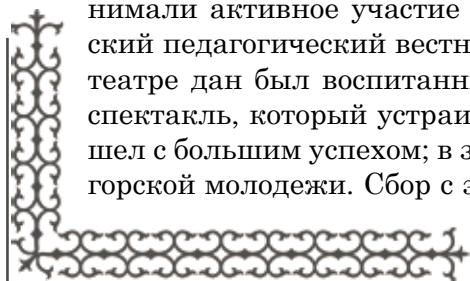 нимали активное участие
ский педагогический вестн
театре дан был воспитанн
спектакль, который устраи
шел с большим успехом; в з
горской молодежи. Сбор с э